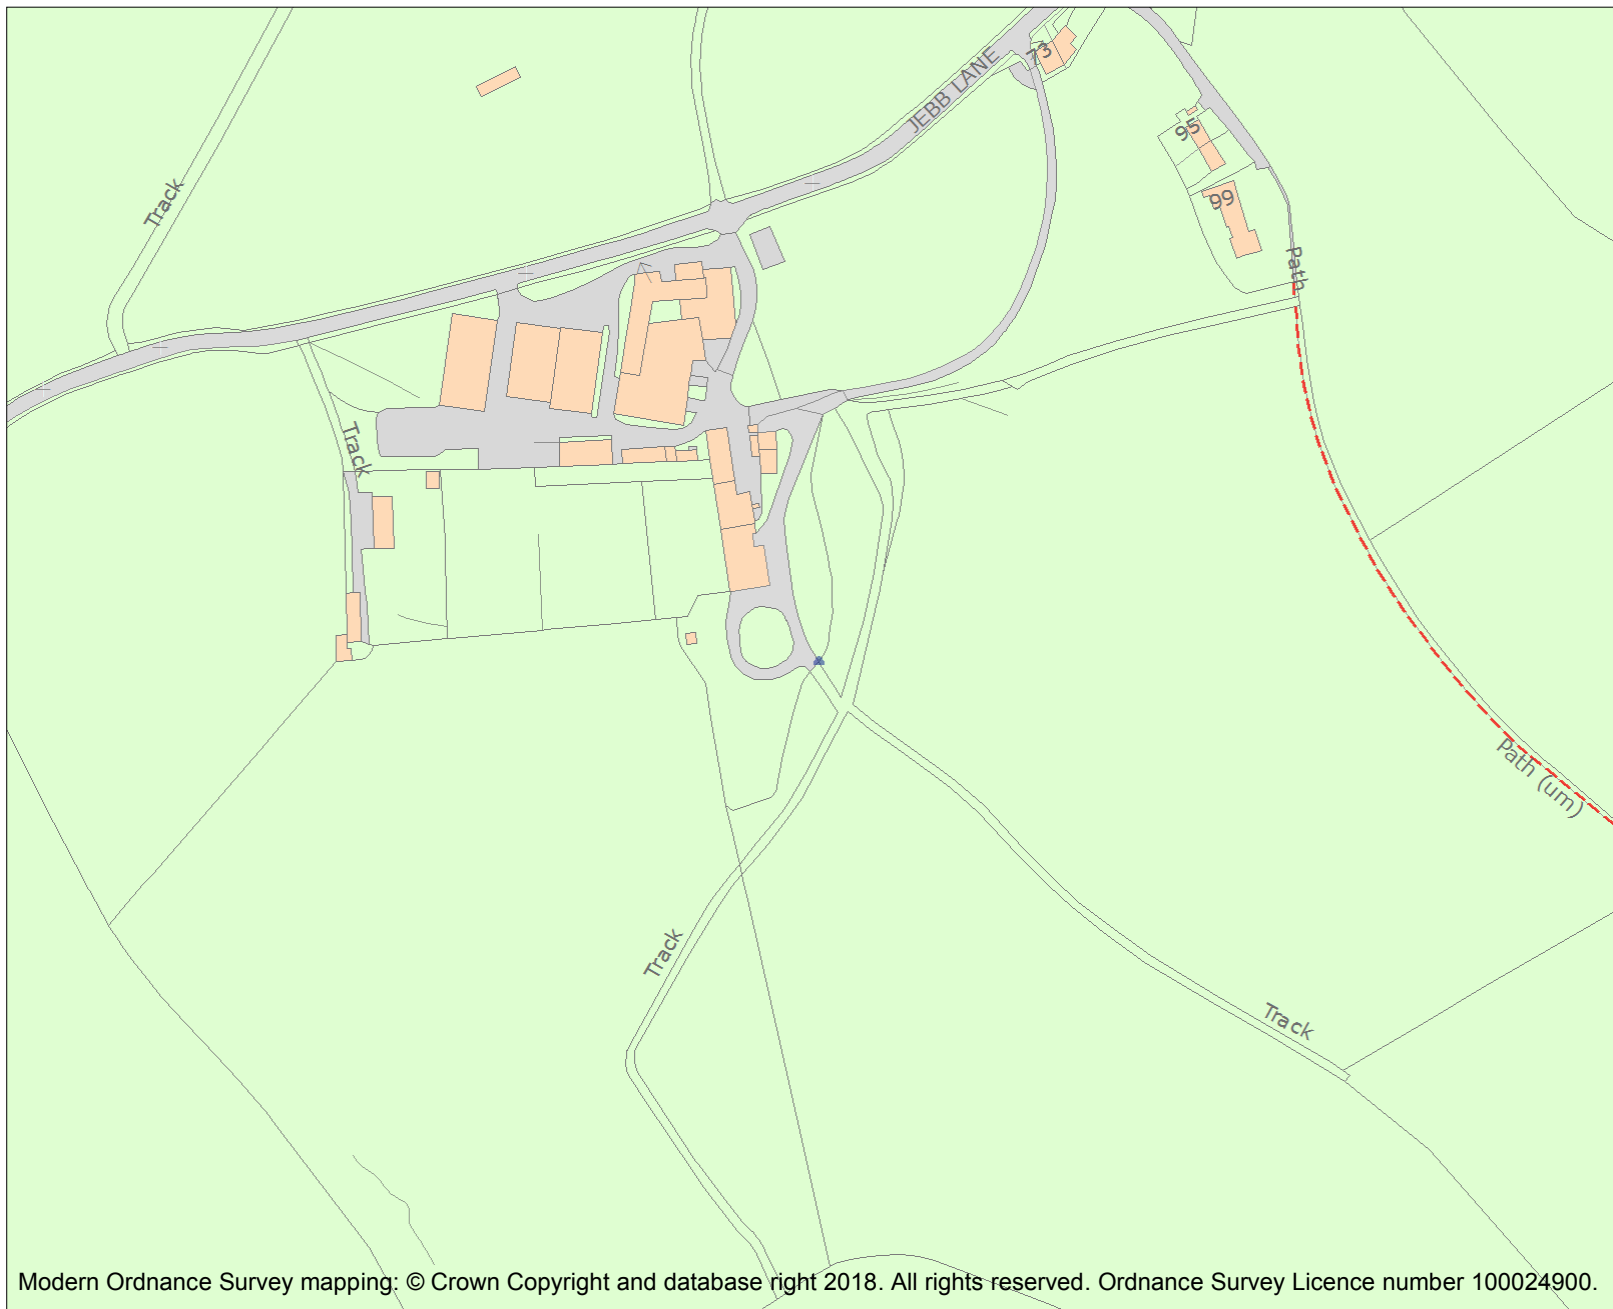 73
JEBB LANE
95
Track
99
Path
Track
Path (um)
Track
Track
Modern Ordnance Survey mapping: © Crown Copyright and database right 2018. All rights reserved. Ordnance Survey Licence number 100024900.